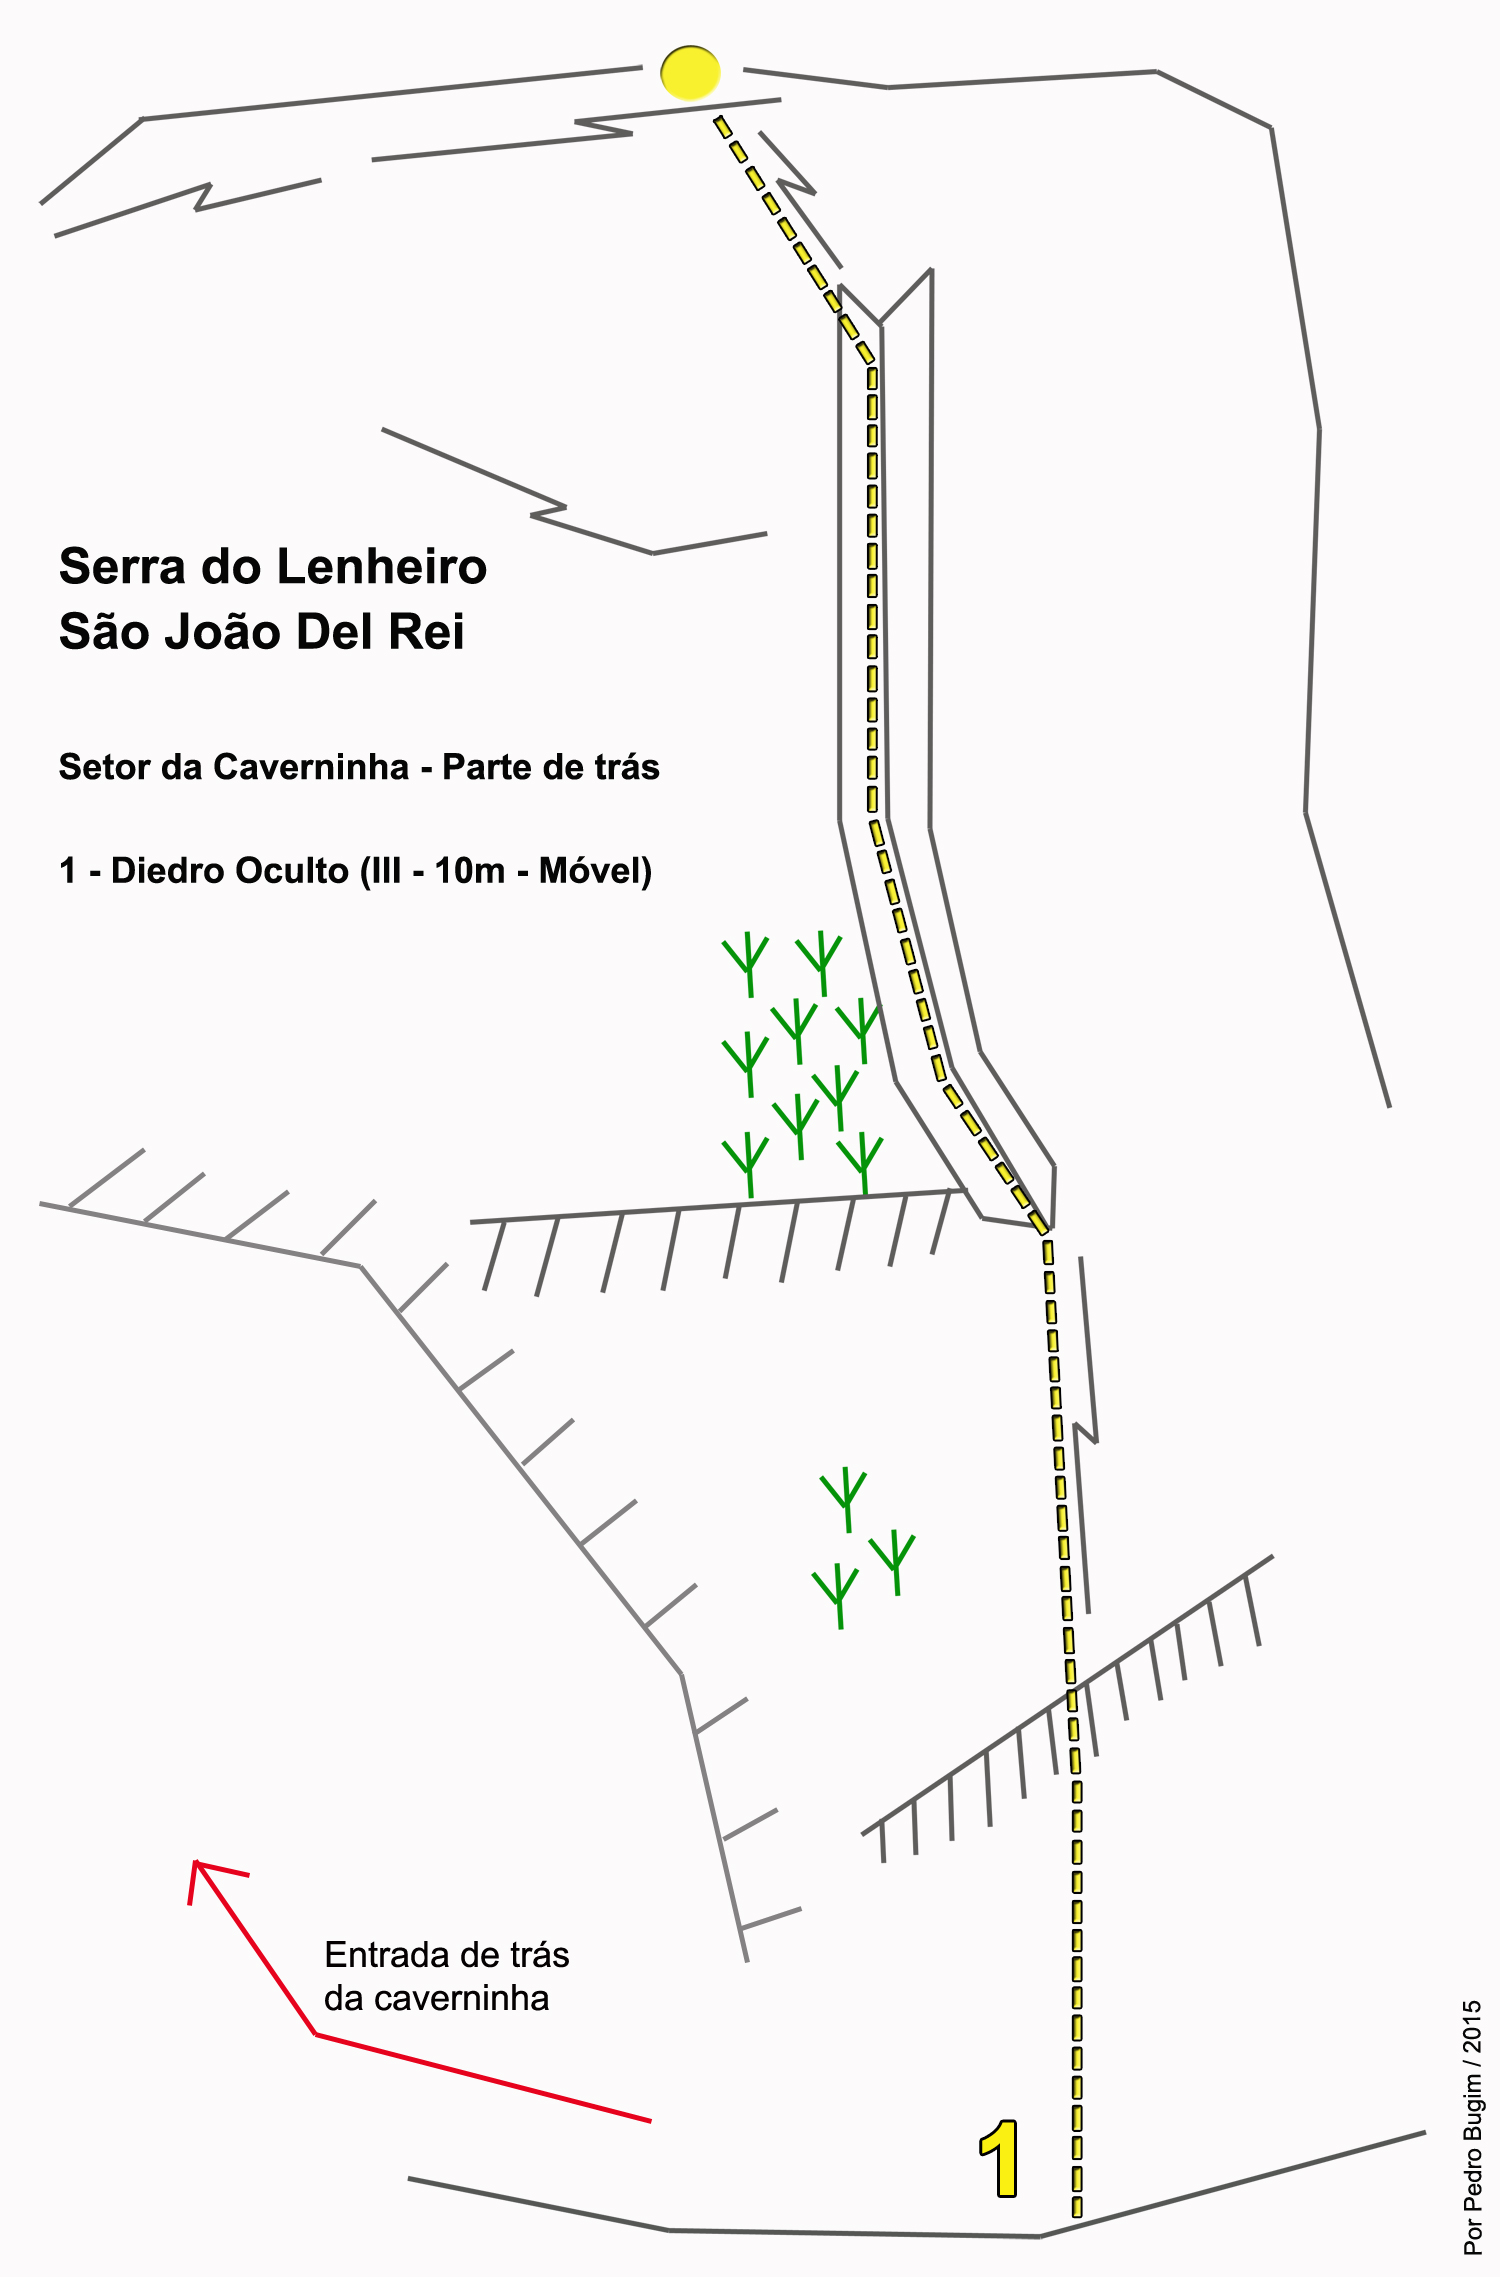 Serra do Lenheiro
São João Del Rei
Setor da Caverninha - Parte de trás
1 - Diedro Oculto (III - 10m - Móvel)
Entrada de trás
da caverninha
1
Por Pedro Bugim / 2015